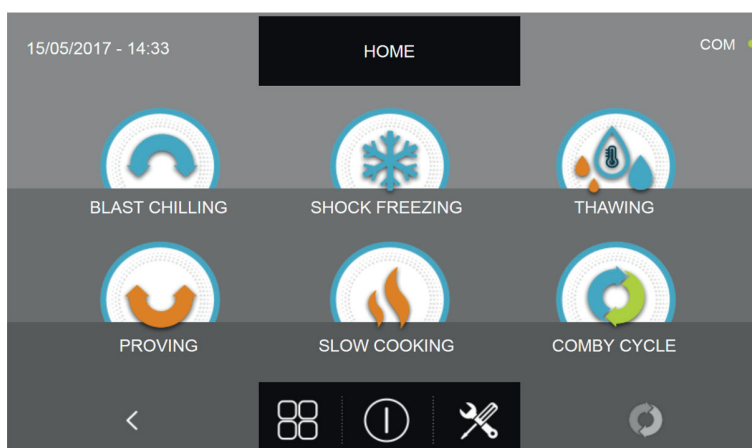 15/05/2017 - 14:33
HOME
COM
BLAST CHILLING
SHOCK FREEZING
THAWING
PROVING
SLOW COOKING
COMBY CYCLE